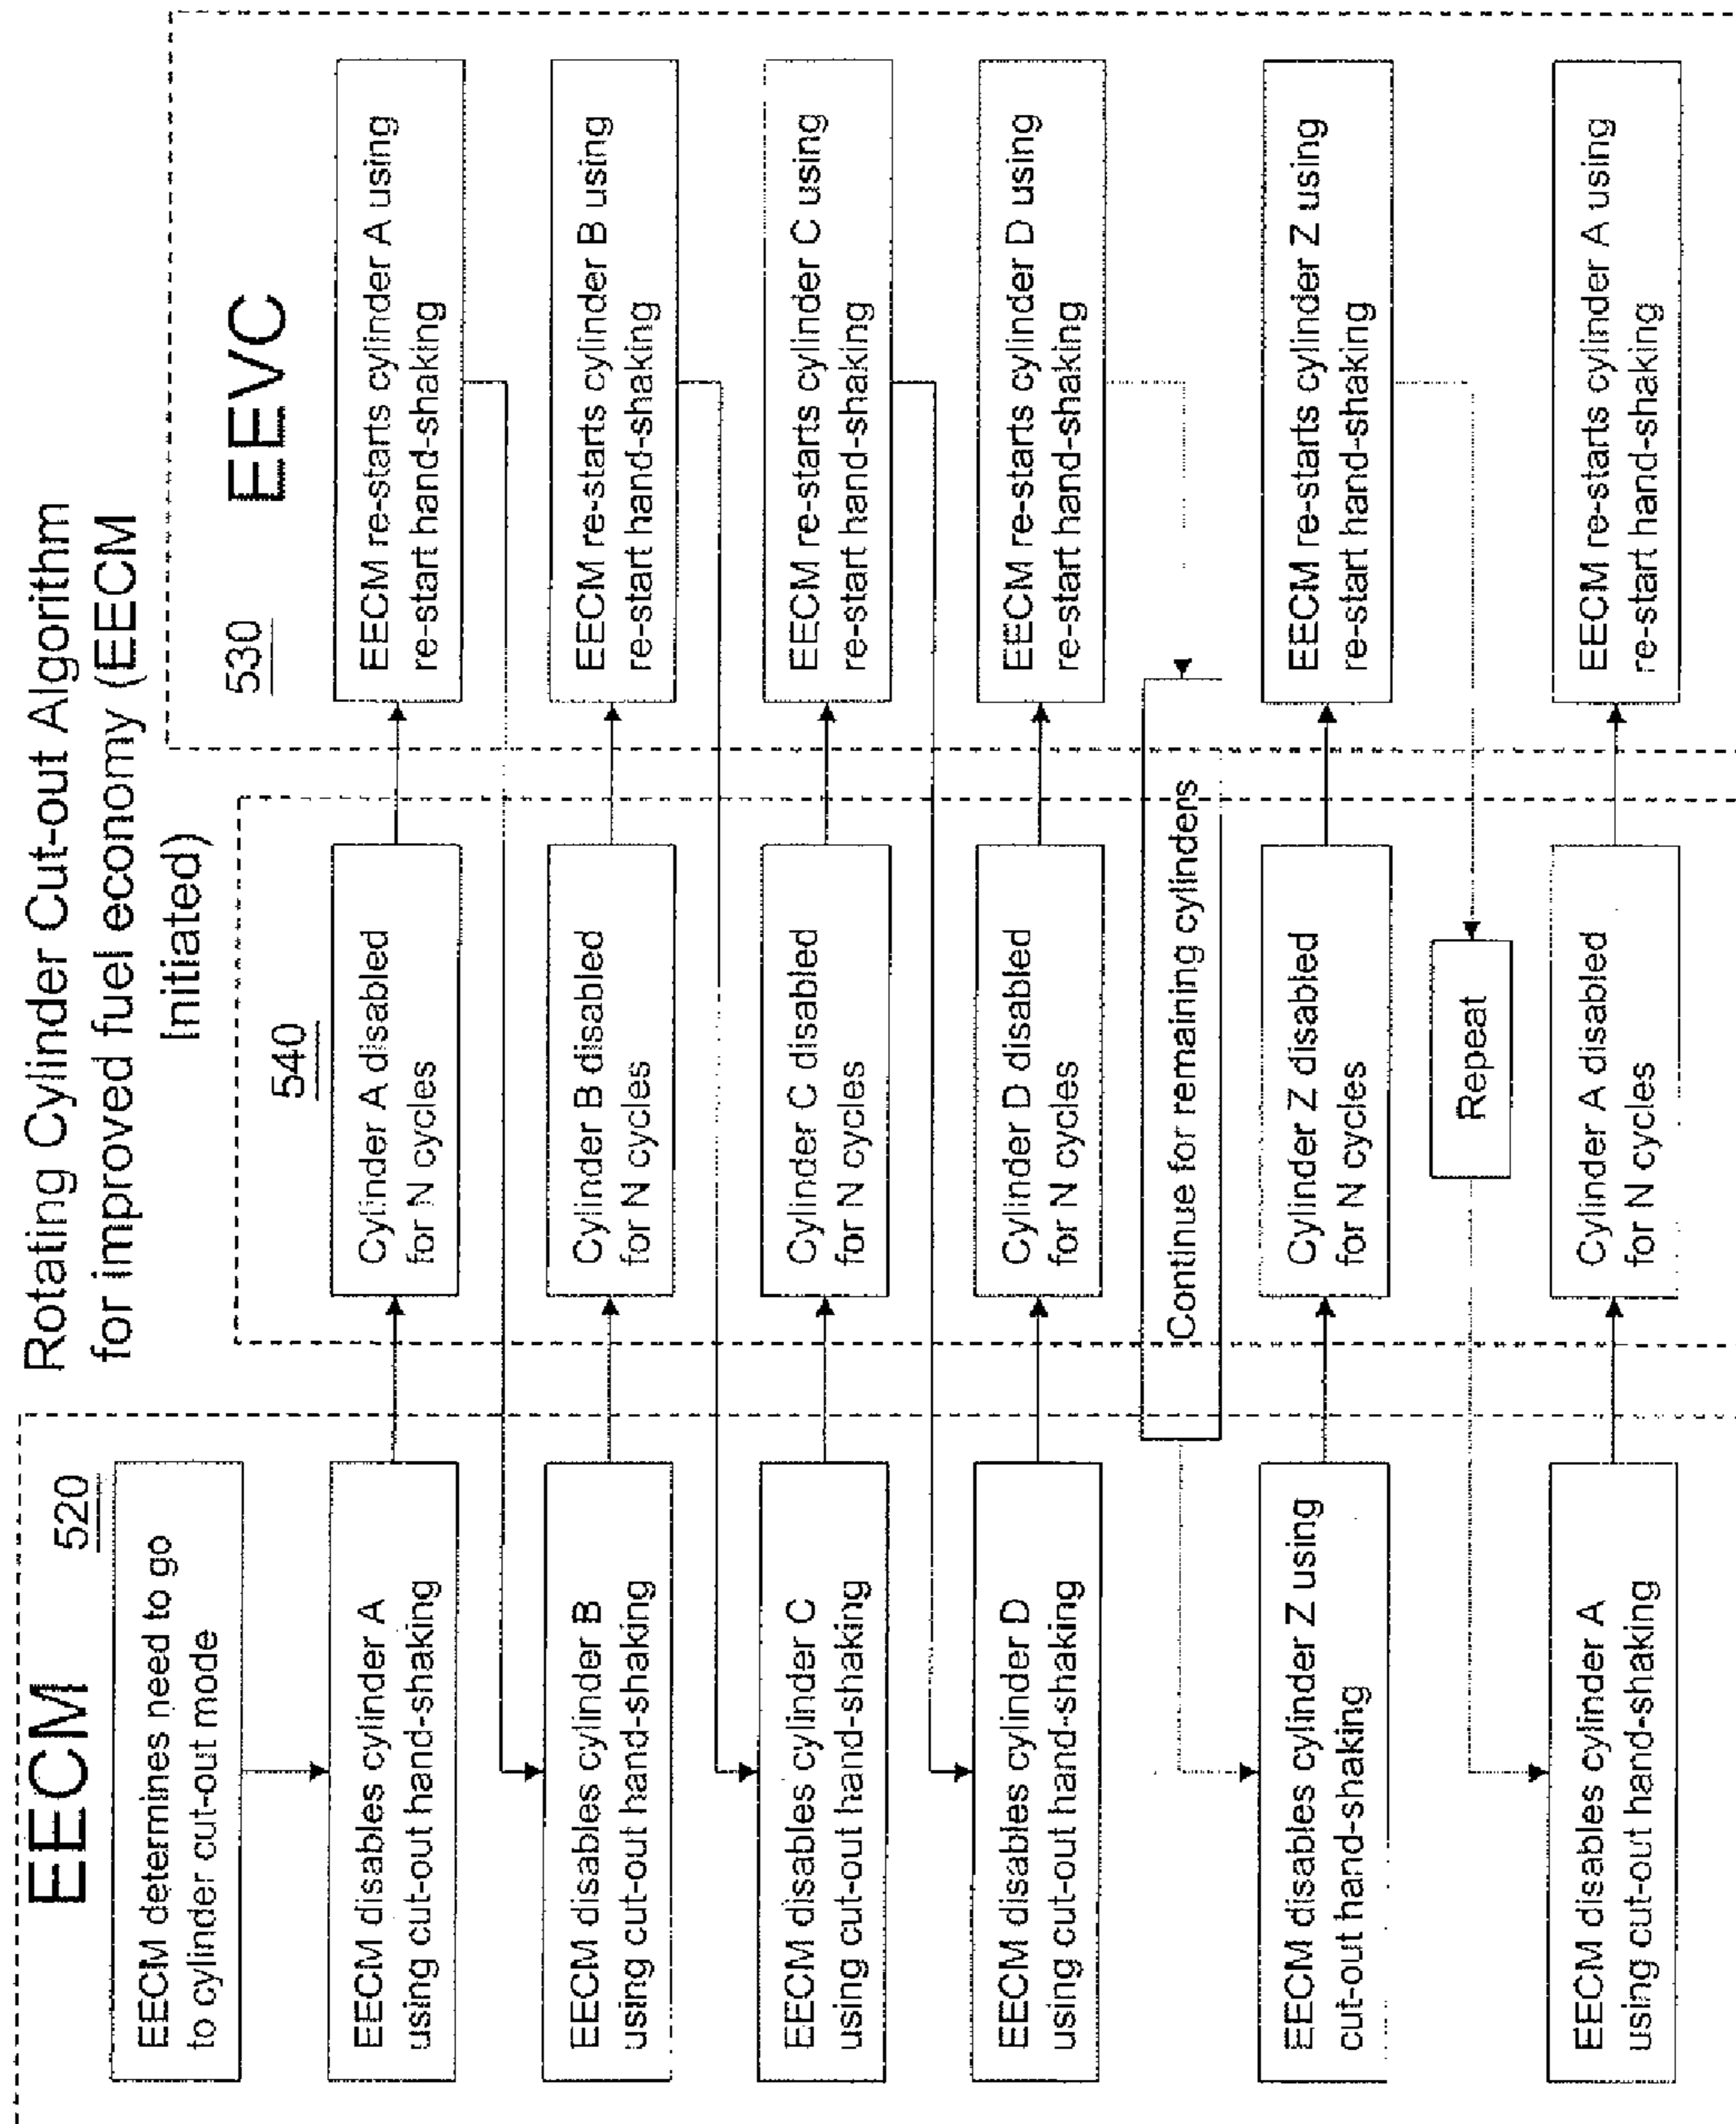 Rotating Cylinder Cut-out Algorithm
for improved fuel economy (EECM
Initiated)
EECM
520
540
530
EEVC
EECM determines need to go
to cylinder cut-out mode
EECM disables cylinder A
using cut-out hand-shaking
Cylinder A disabled
for N cycles
EECM re-starts cylinder A using
re-start hand-shaking
EECM disables cylinder B
using cut-out hand-shaking
Cylinder B disabled
for N cycles
EECM re-starts cylinder B using
re-start hand-shaking
EECM disables cylinder C
using cut-out hand-shaking
Cylinder C disabled
for N cycles
EECM re-starts cylinder C using
re-start hand-shaking
EECM disables cylinder D
using cut-out hand-shaking
Cylinder D disabled
for N cycles
EECM re-starts cylinder D using
re-start hand-shaking
Continue for remaining cylinders
EECM disables cylinder Z using
cut-out hand-shaking
Cylinder Z disabled
for N cycles
EECM re-starts cylinder Z using
re-start hand-shaking
Repeat
EECM disables cylinder A
using cut-out hand-shaking
Cylinder A disabled
for N cycles
EECM re-starts cylinder A using
re-start hand-shaking